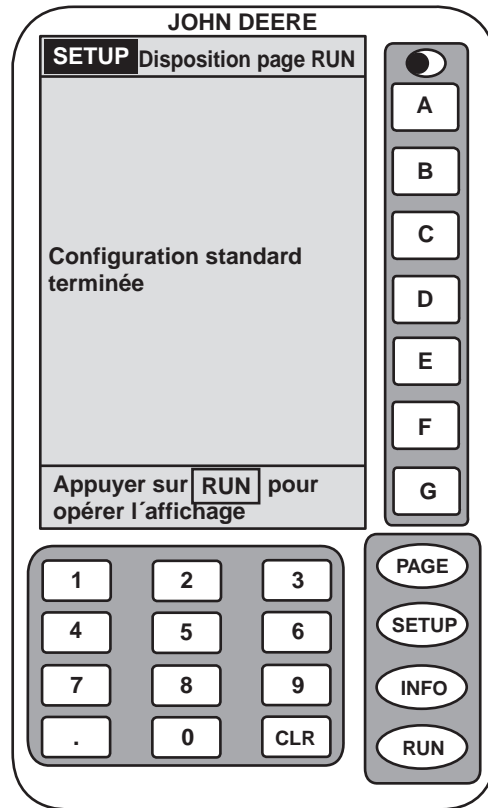 JOHN DEERE
SETUP Disposition page RUN
Configuration standard
terminée
Appuyer sur RUN pour
opérer l´affichage
A
B
C
D
E
F
G
1 2 3
4 5 6
7 8 9
. 0 CLR
PAGE
SETUP
INFO
RUN